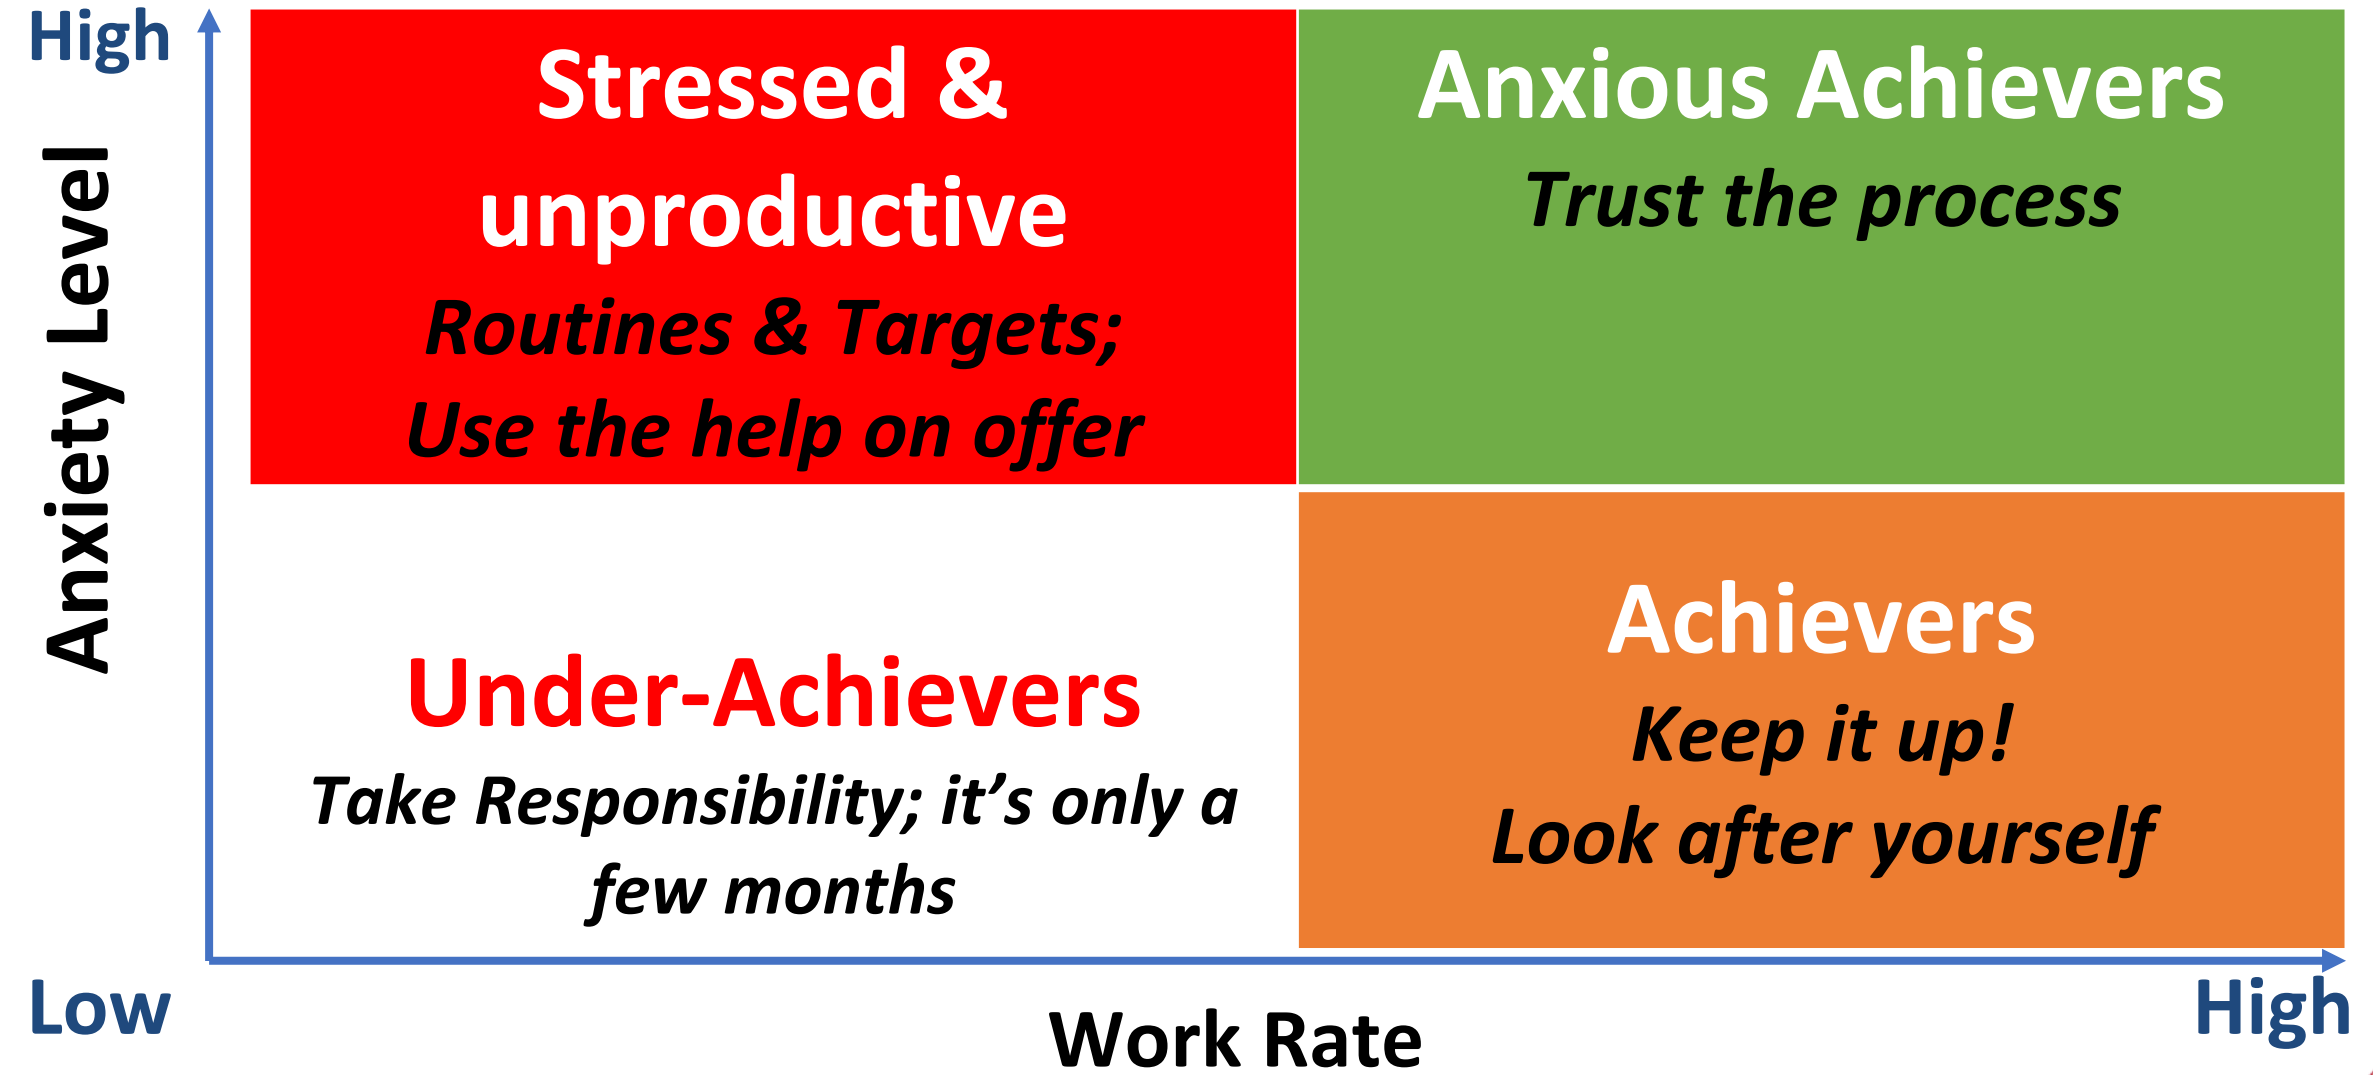 High
Anxiety Level
Stressed &
unproductive
Routines & Targets;
Use the help on offer
Anxious Achievers
Trust the process
Under-Achievers
Take Responsibility; it’s only a
few months
Achievers
Keep it up!
Look after yourself
Low
Work Rate
High